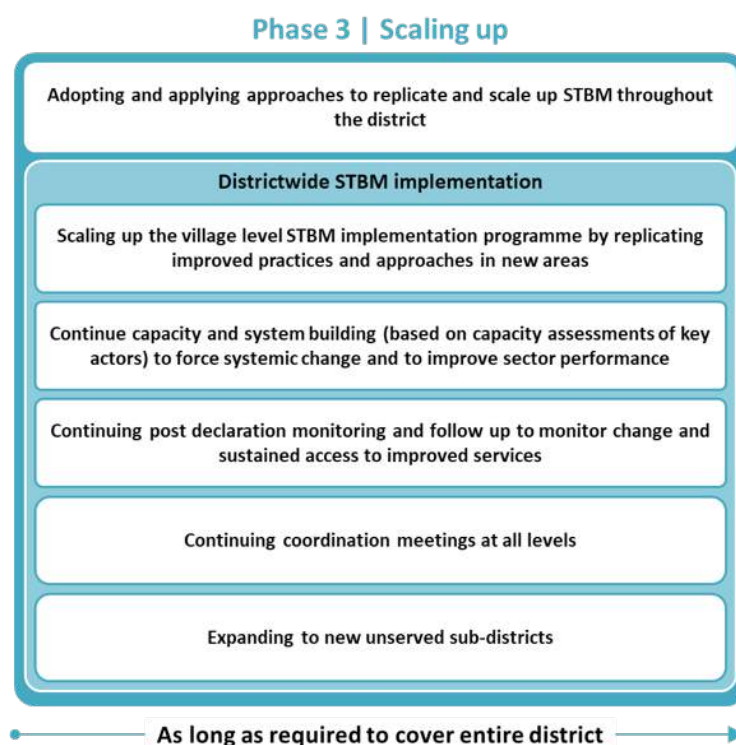 Phase 3 | Scaling up
Adopting and applying approaches to replicate and scale up STBM throughout
the district
Districtwide STBM implementation
Scaling up the village level STBM implementation programme by replicating
improved practices and approaches in new areas
Continue capacity and system building (based on capacity assessments of key
actors) to force systemic change and to improve sector performance
Continuing post declaration monitoring and follow up to monitor change and
sustained access to improved services
Continuing coordination meetings at all levels
Expanding to new unserved sub-districts
As long as required to cover entire district